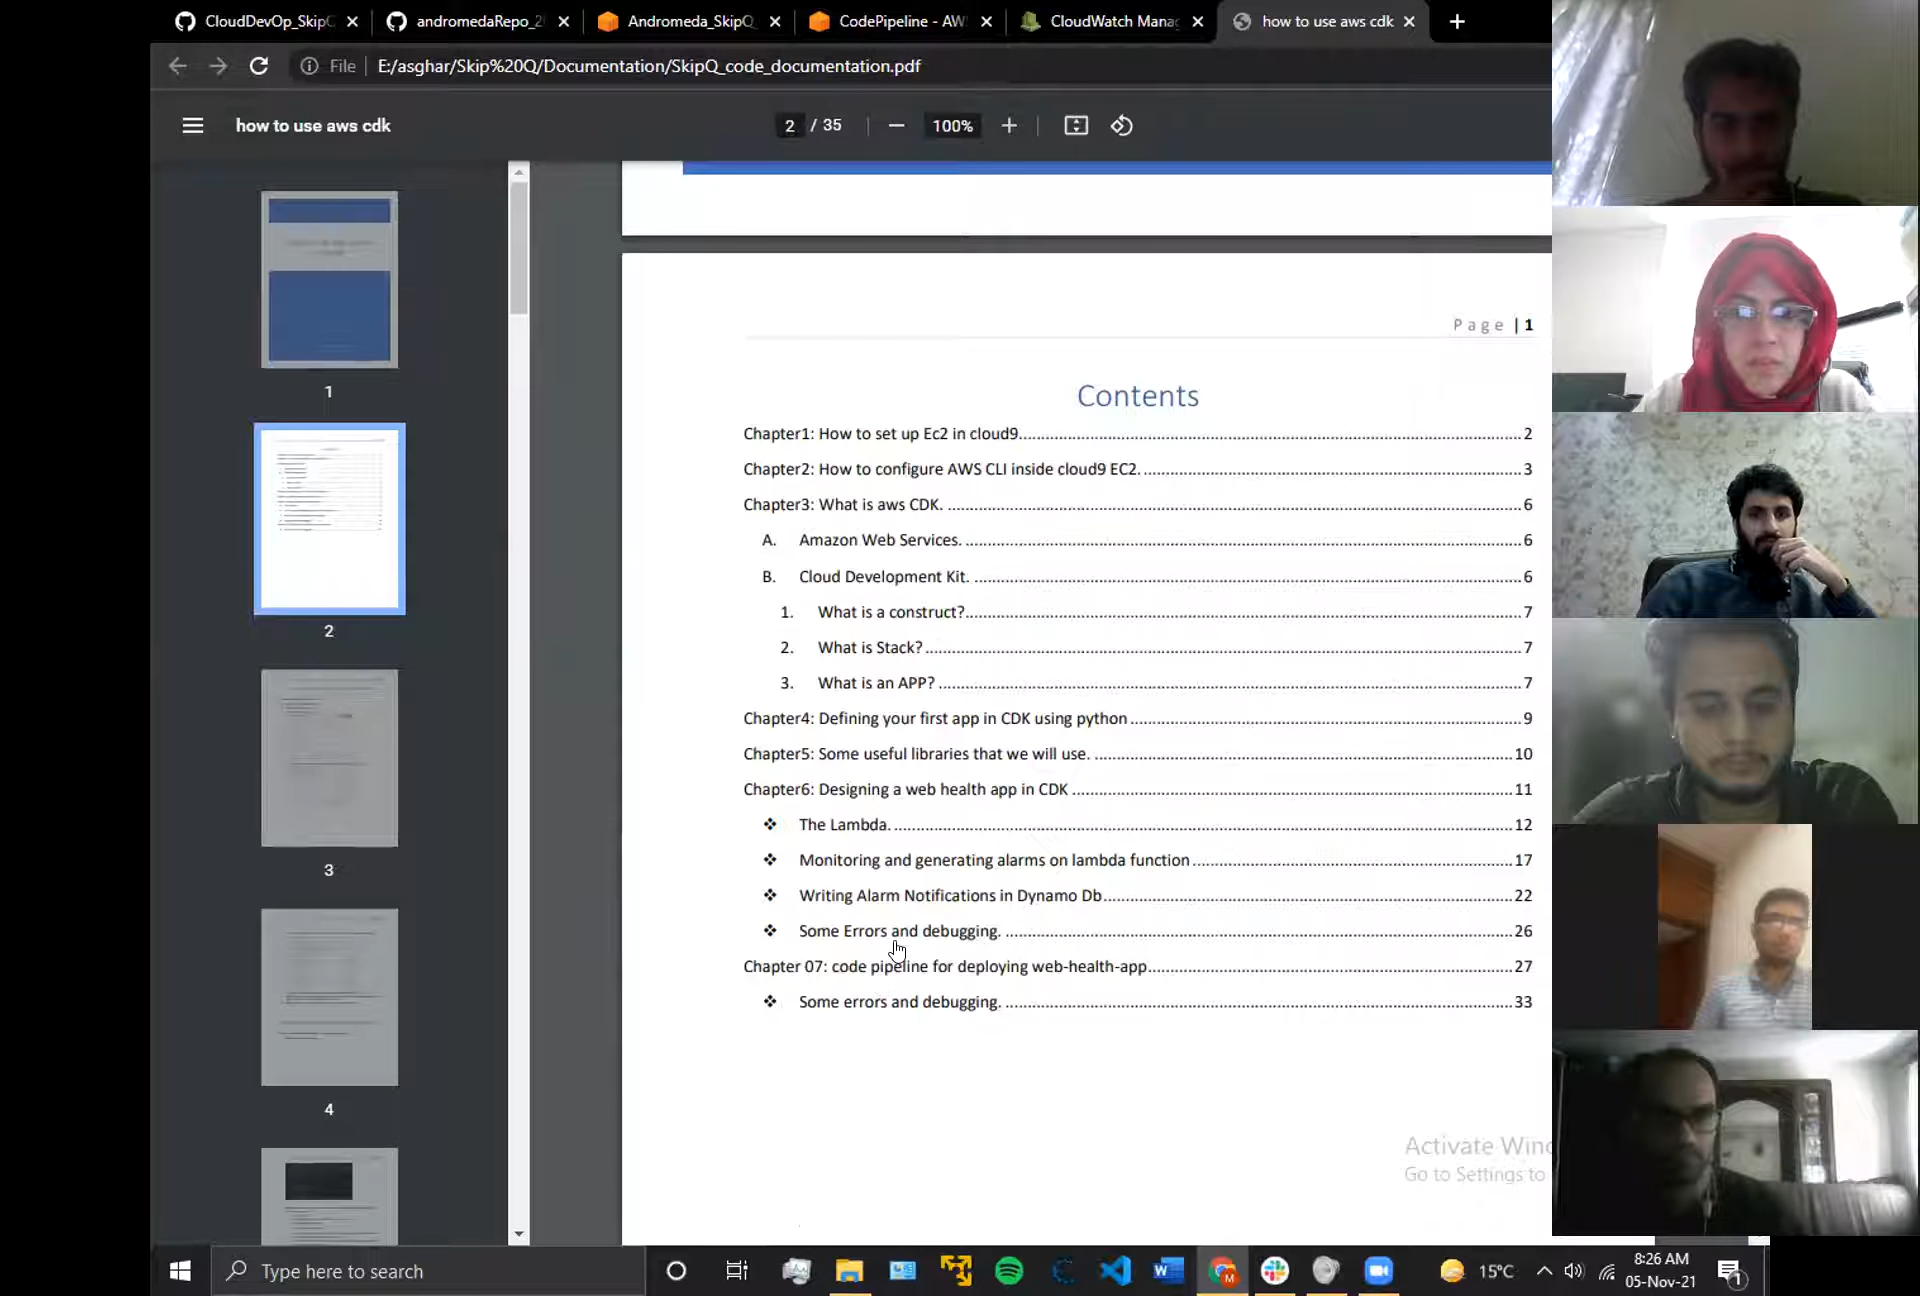 CloudDevOp_SkipC
andromedaRepo_2
Andromeda_SkipQ_
CodePipeline - AW
CloudWatch Mana
how to use aws cdk
File
E:/asghar/Skip%20Q/Documentation/SkipQ_code_documentation.pdf
how to use aws cdk
2 / 35
100%
1
2
3
4
Page | 1
Contents
Chapter1: How to set up Ec2 in cloud9. 2
Chapter2: How to configure AWS CLI inside cloud9 EC2. 3
Chapter3: What is aws CDK. 6
A. Amazon Web Services. 6
B. Cloud Development Kit. 6
1. What is a construct? 7
2. What is Stack? 7
3. What is an APP? 7
Chapter4: Defining your first app in CDK using python 9
Chapter5: Some useful libraries that we will use. 10
Chapter6: Designing a web health app in CDK 11
❖ The Lambda. 12
❖ Monitoring and generating alarms on lambda function 17
❖ Writing Alarm Notifications in Dynamo Db 22
❖ Some Errors and debugging. 26
Chapter 07: code pipeline for deploying web-health-app 27
❖ Some errors and debugging. 33
Activate Wind
Go to Settings to
Type here to search
15°C
8:26 AM
05-Nov-21
1